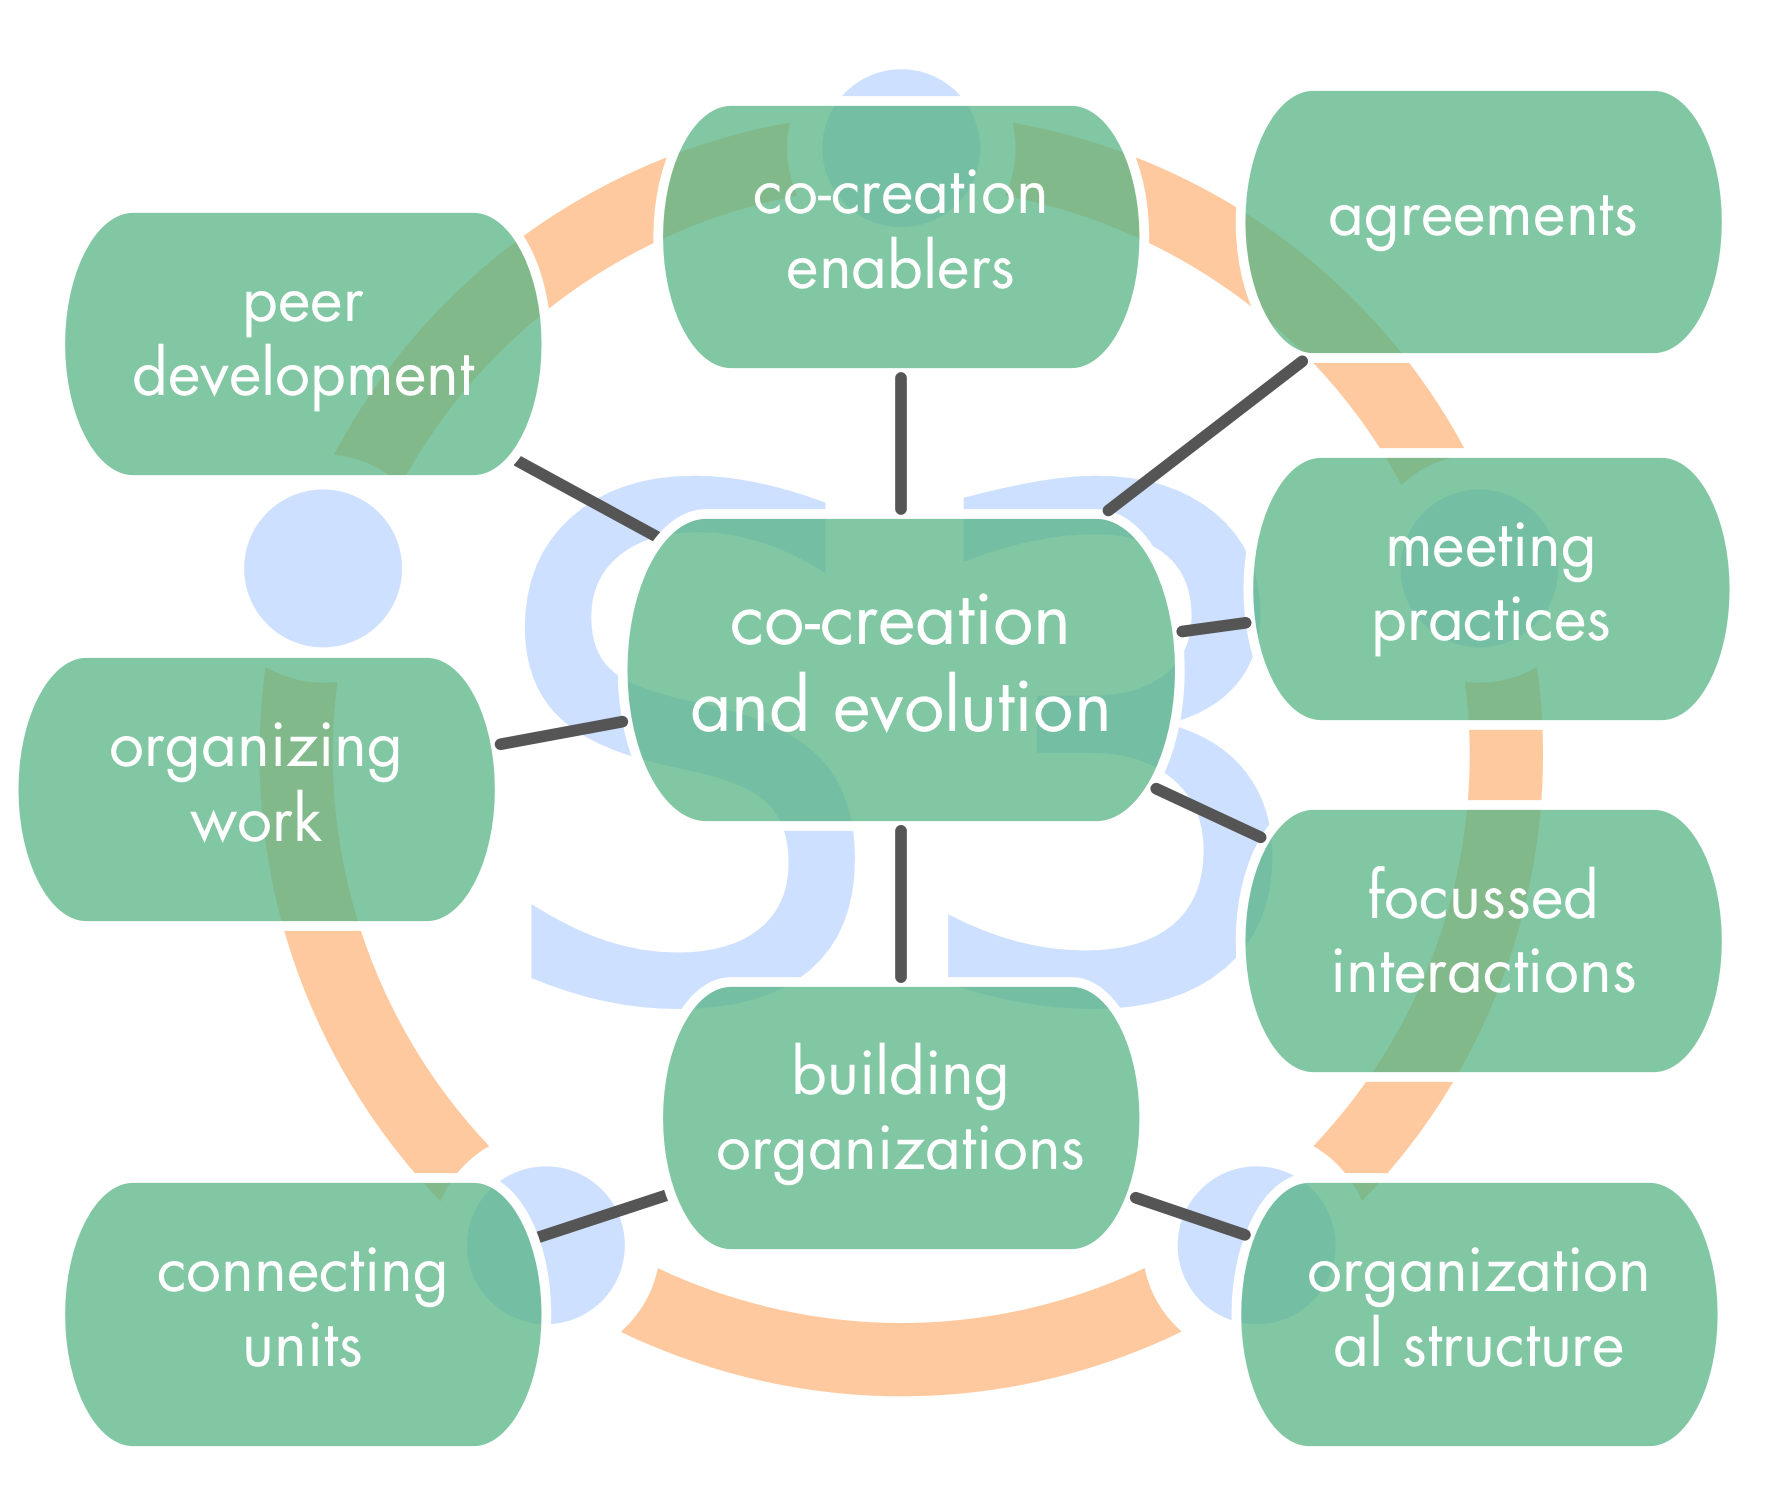 co-creation
enablers
agreements
peer
development
meeting
practices
co-creation
and evolution
organizing
work
focussed
interactions
building
organizations
connecting
units
organization
al structure
S3